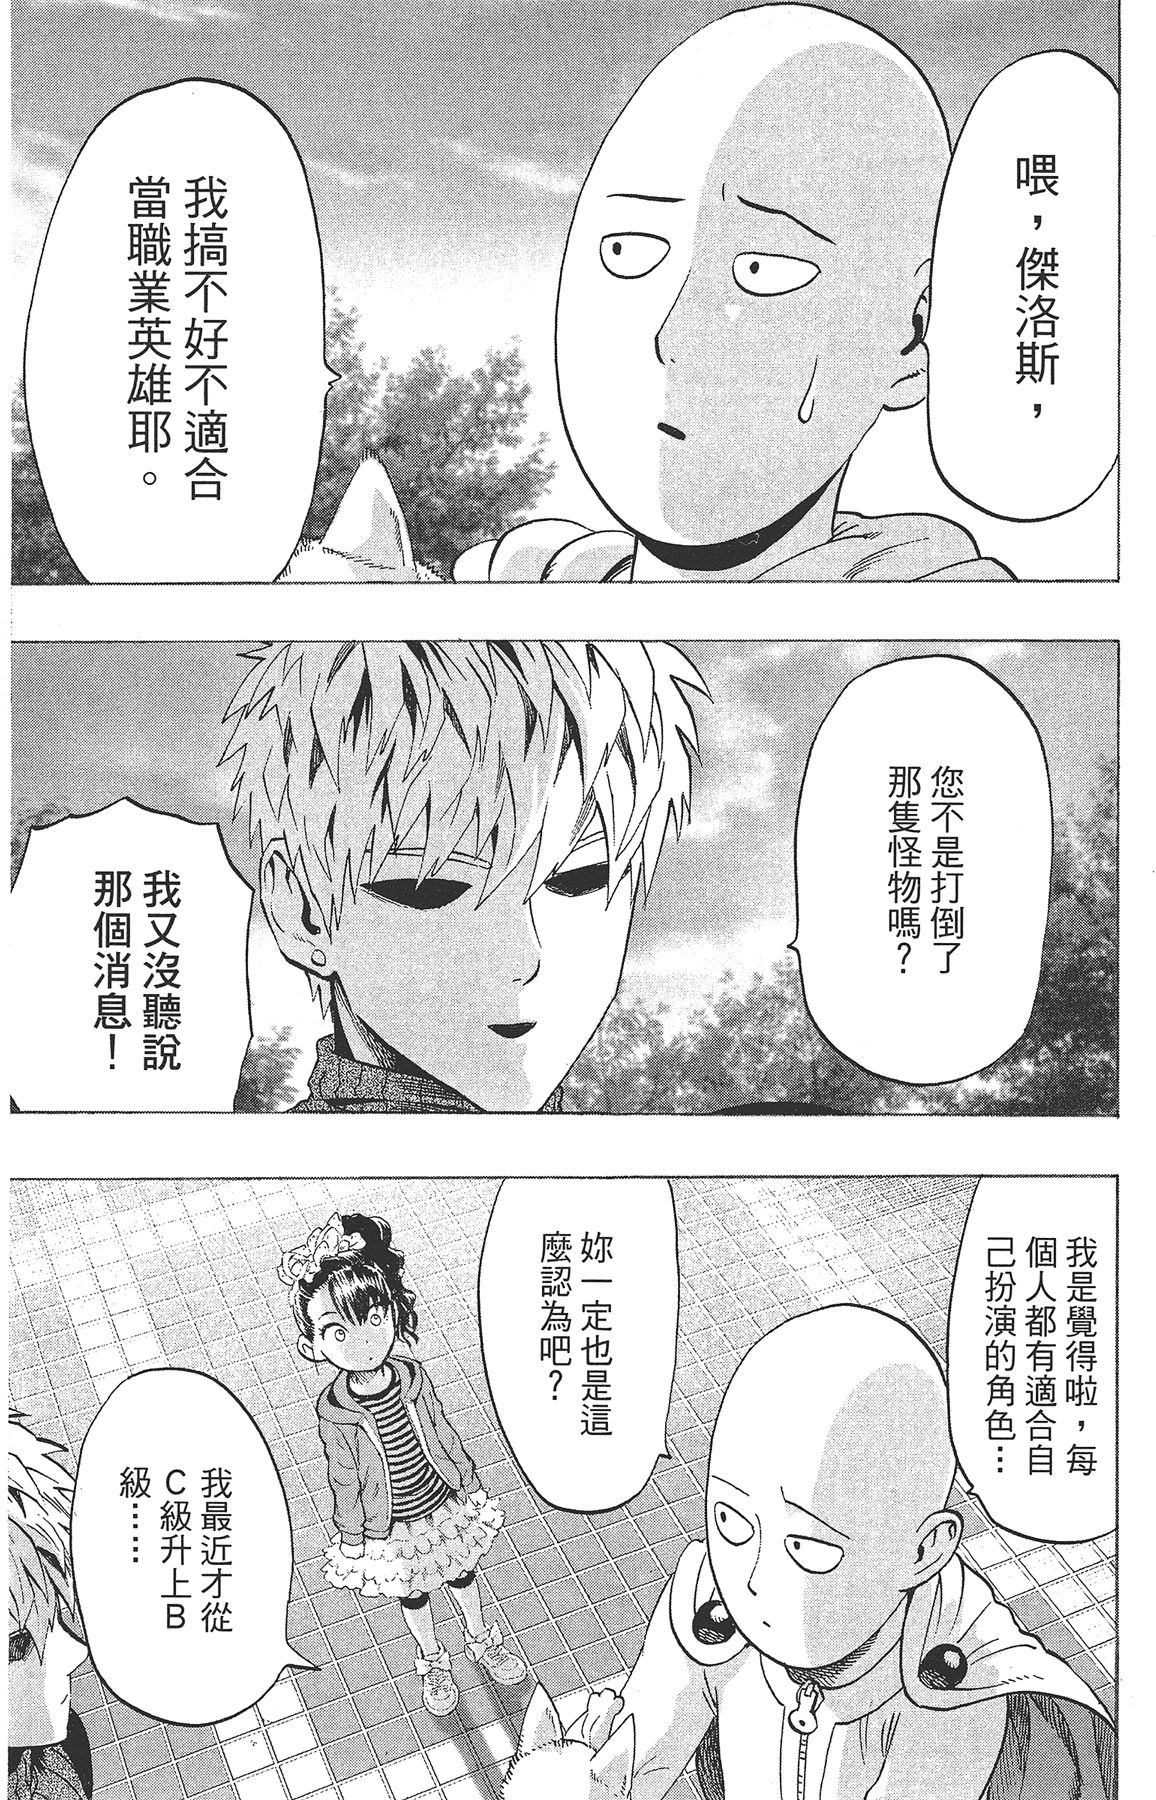 喂，傑洛斯，
我搞不好不適合
當職業英雄耶。
您不是打倒了
那隻怪物嗎？
我又沒聽說
那個消息！
我是覺得啦，每
個人都有適合自
己扮演的角色…
妳一定也是這
麼認為吧？
我最近才從
C級升上B
級……